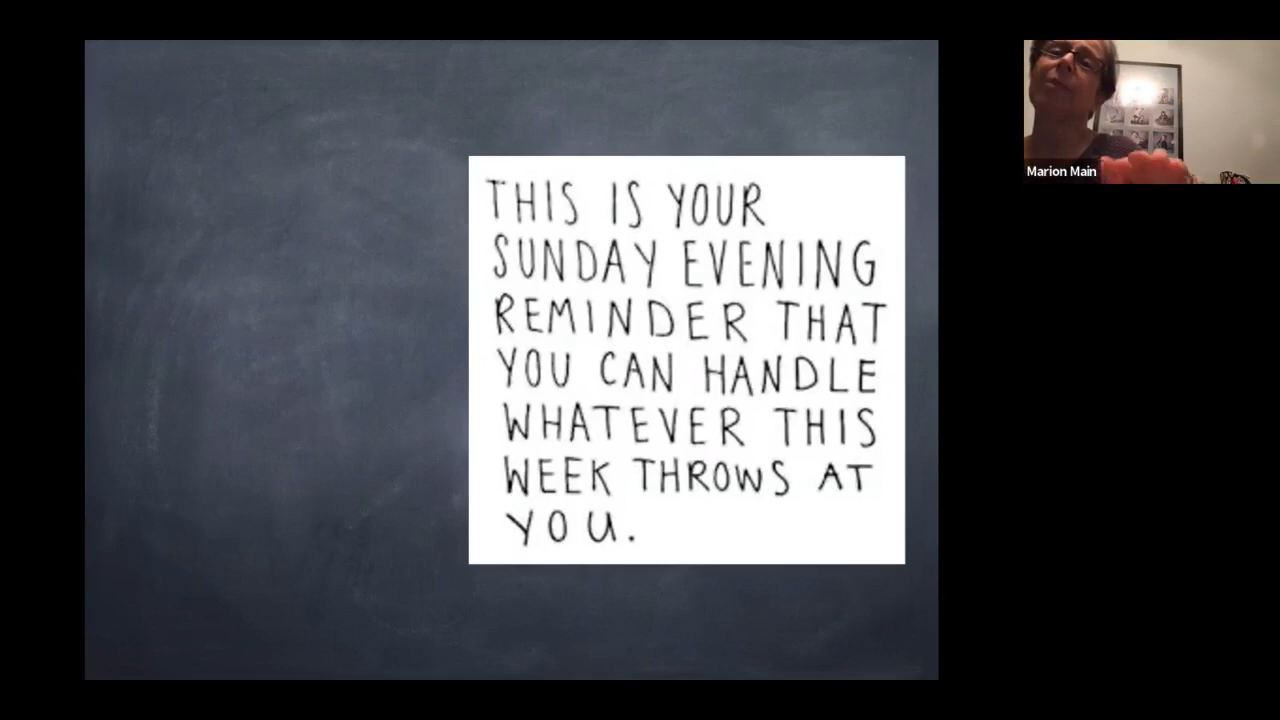 THIS IS YOUR
SUNDAY EVENING
REMINDER THAT
YOU CAN HANDLE
WHATEVER THIS
WEEK THROWS AT
YOU.
Marion Main